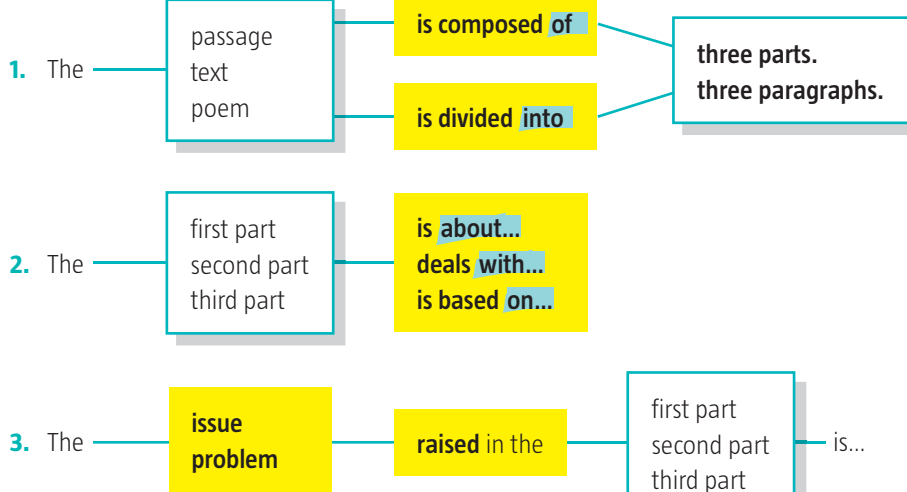 1. The
passage
text
poem
is composed of
is divided into
three parts.
three paragraphs.
2. The
first part
second part
third part
is about...
deals with...
is based on...
3. The
issue
problem
raised in the
first part
second part
third part
is...